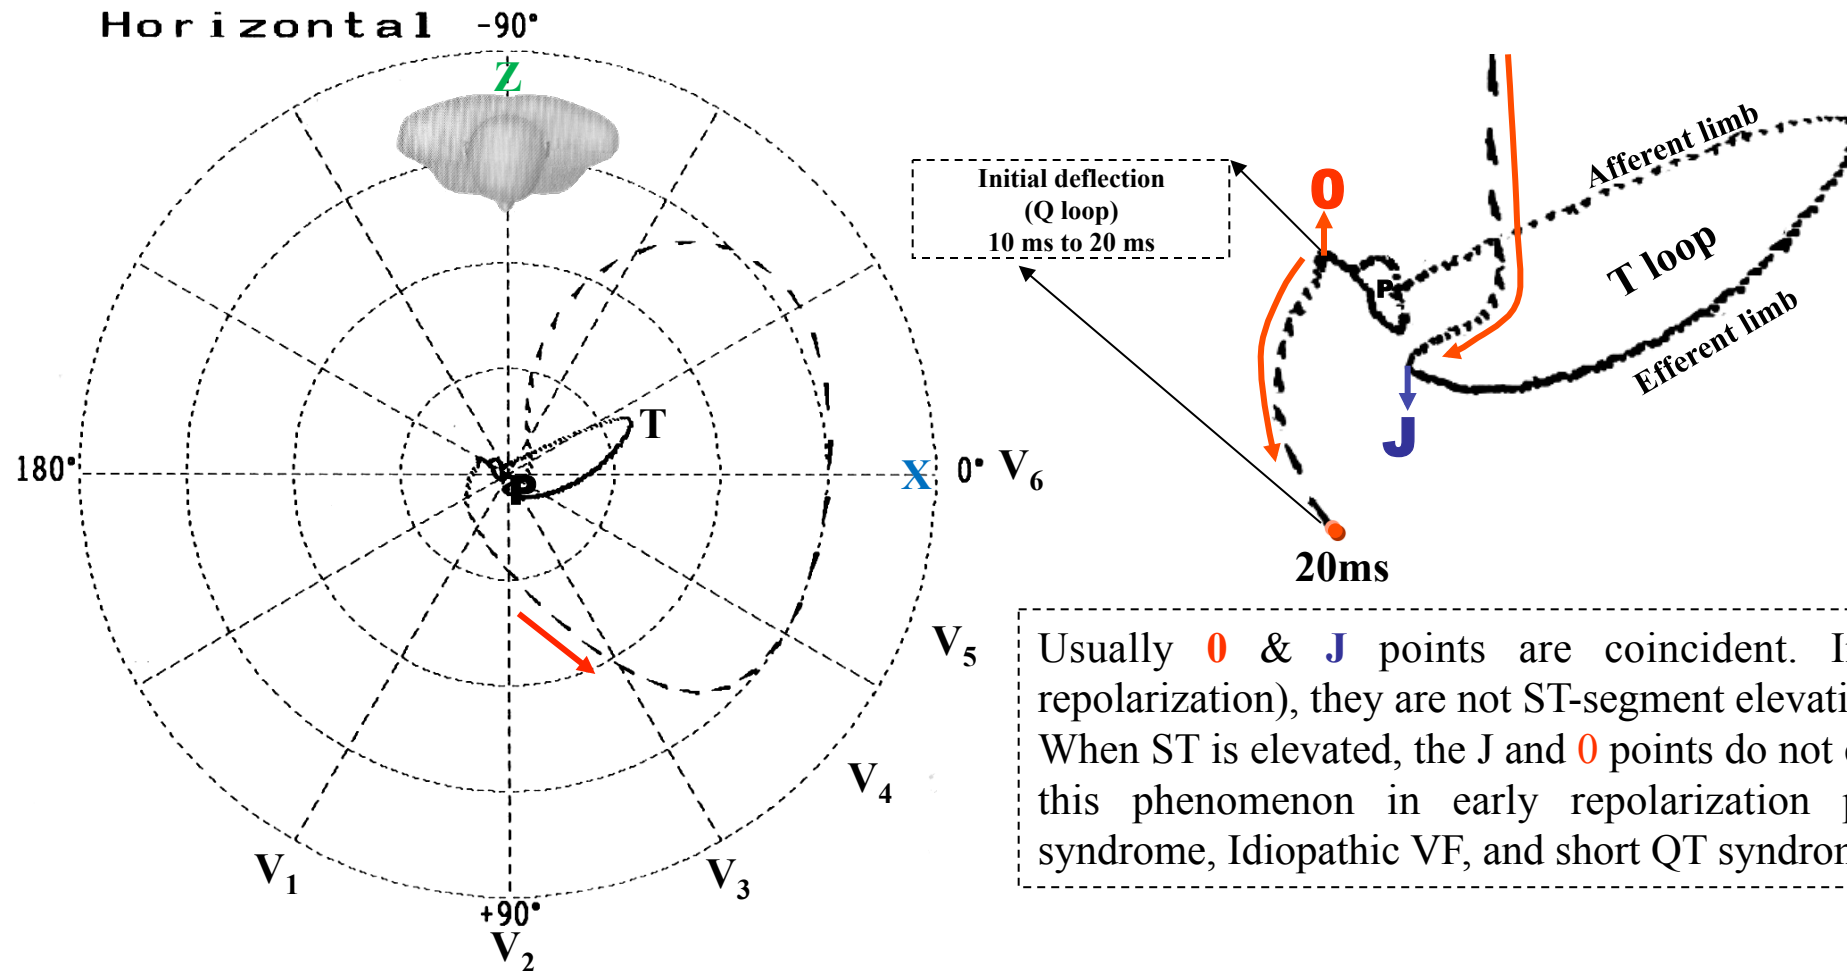 Horizontal
-90°
Z
180°
P
T
X
0° V6
V5
V4
V3
V1
+90°
V2
Initial deflection
(Q loop)
10 ms to 20 ms
0
P
J
Afferent limb
T loop
Efferent limb
20ms
Usually 0 & J points are coincident.
repolarization), they are not ST-segment
When ST is elevated, the J and 0 points do not
this phenomenon in early repolarization
syndrome, Idiopathic VF, and short QT